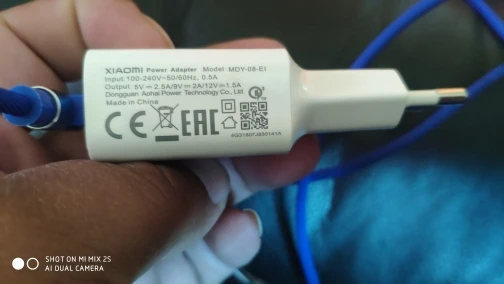 XIAOMI Power Adapter Model: MDY-08-EI
Input: 100-240V~50/60Hz, 0.5A
Output: 5V⎓2.5A/9V⎓2A/12V⎓1.5A
Dongguan Aohai Power Technology Co., Ltd.
Made in China
CE EAC
SHOT ON MI MIX 2S
AI DUAL CAMERA